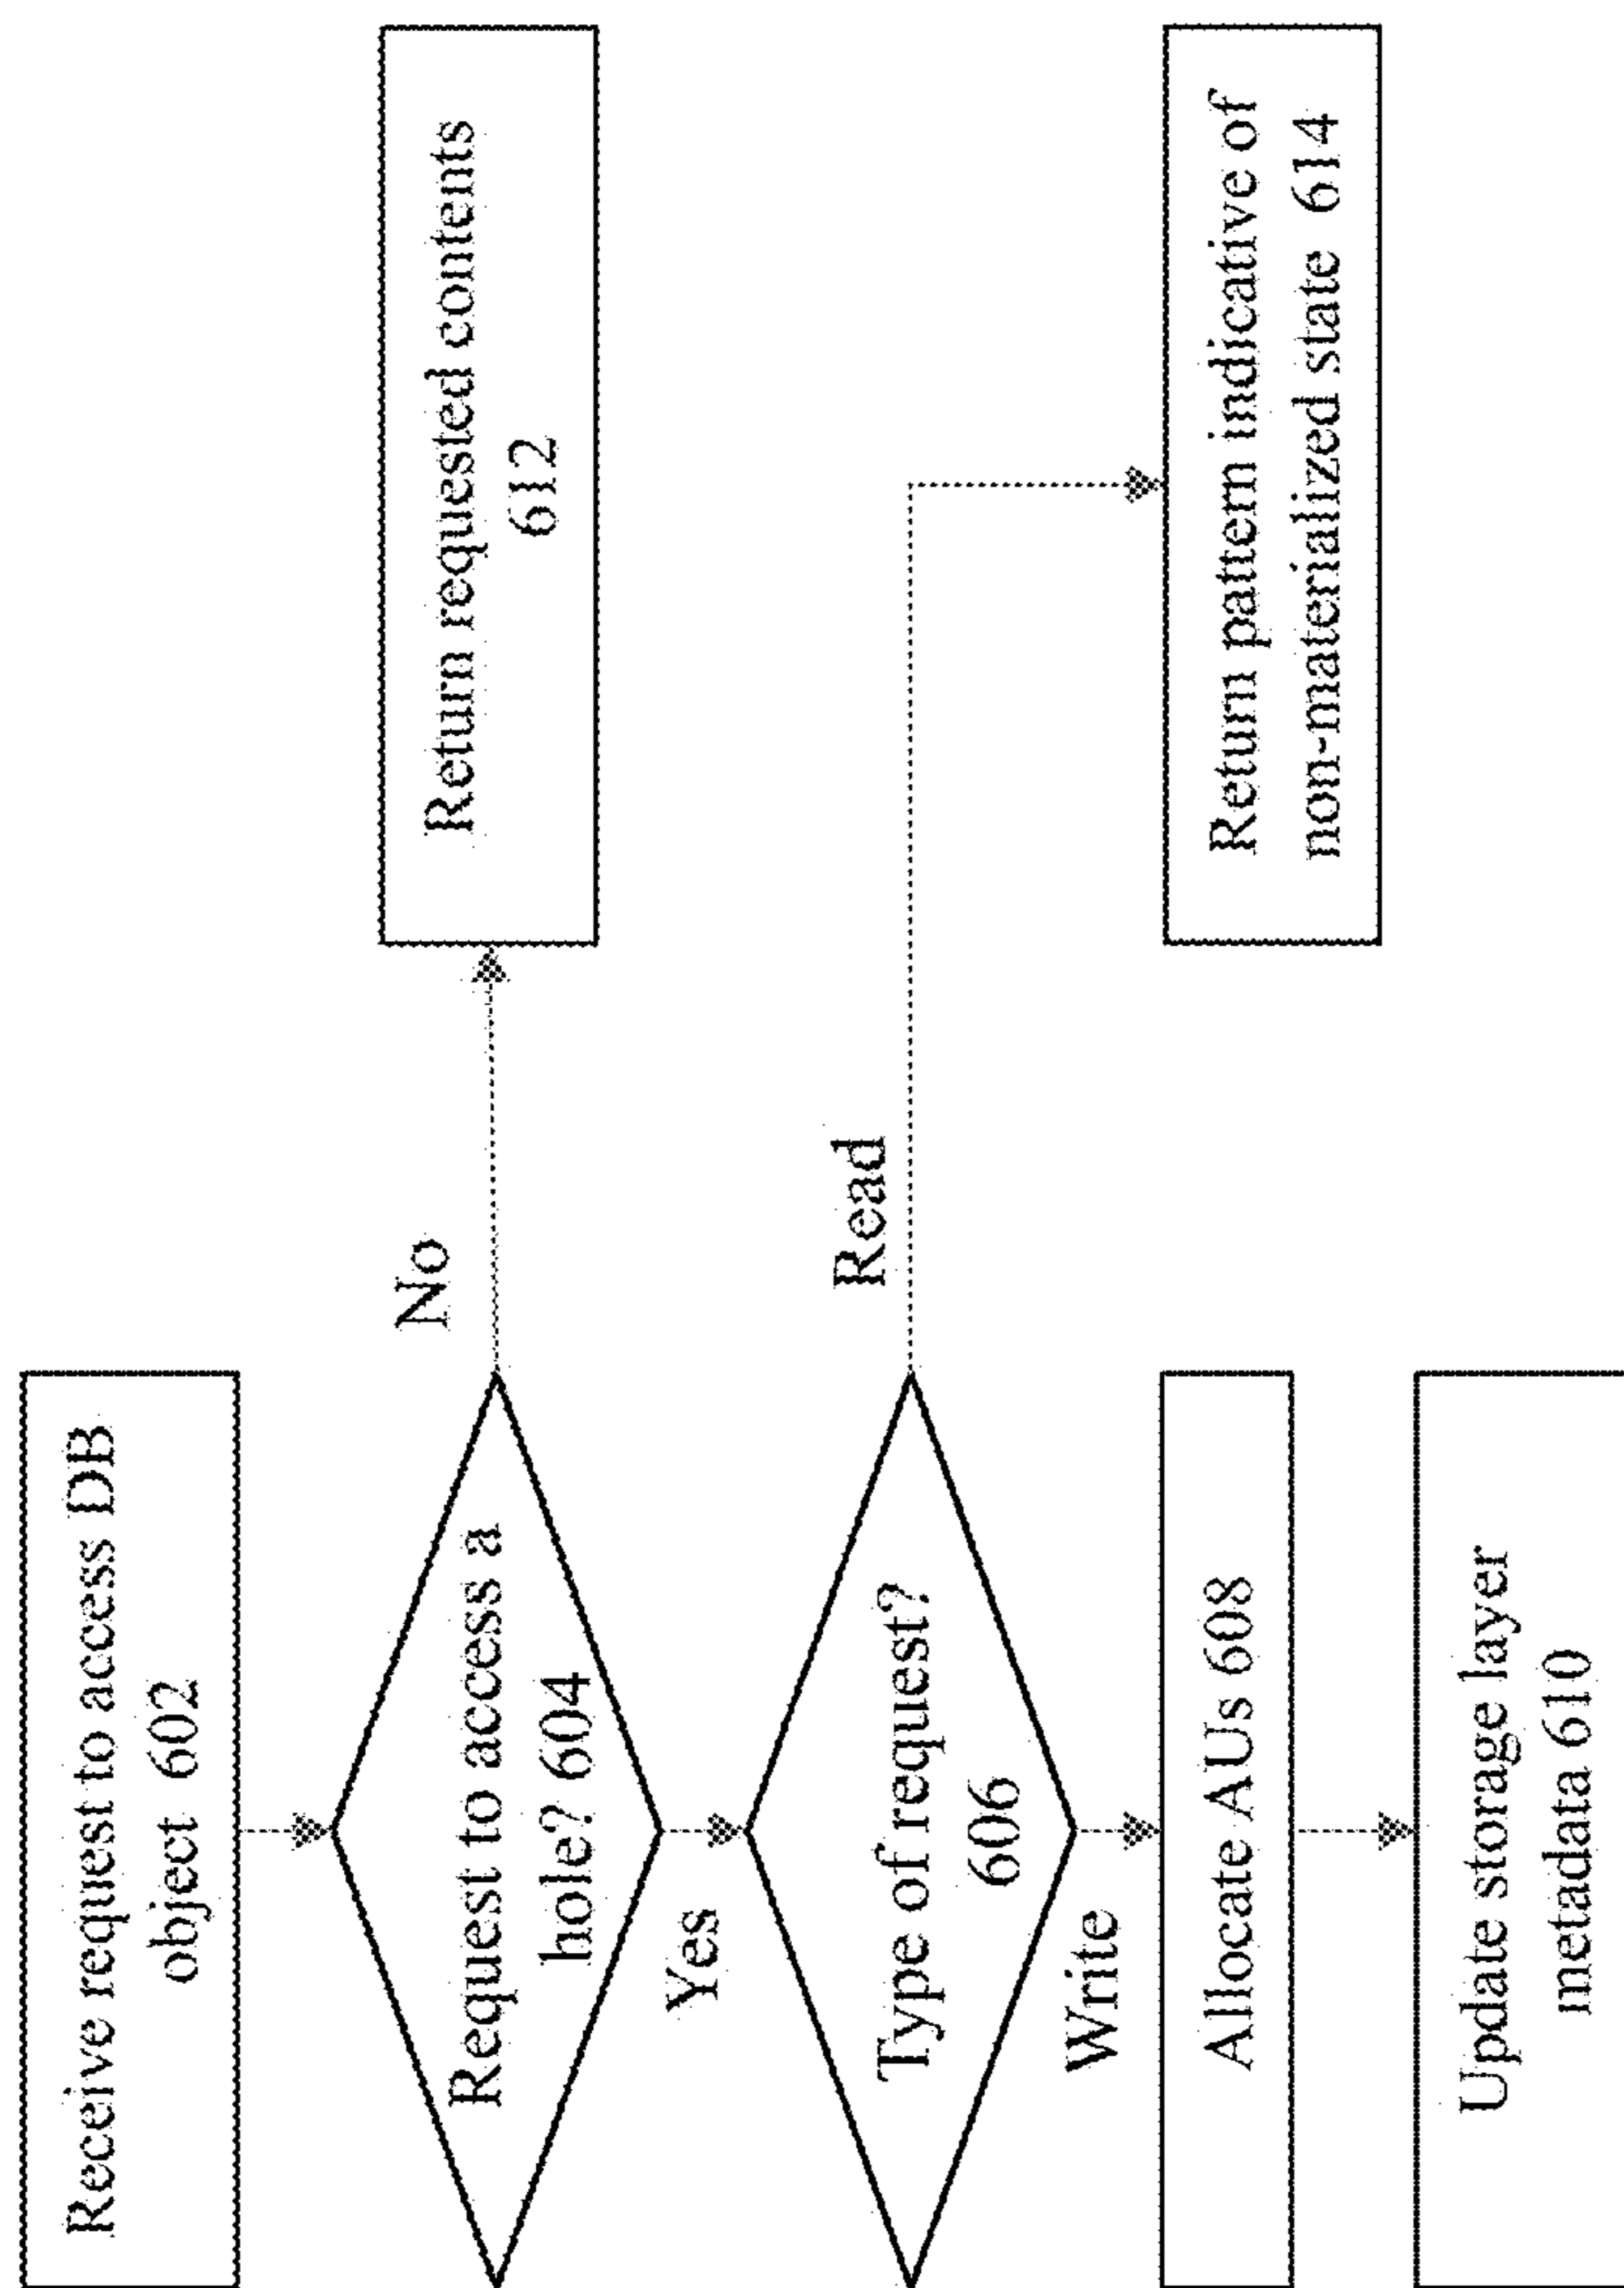 Receive request to access DB
object 602
Request to access a
hole? 604
No
Return requested contents
612
Yes
Type of request?
606
Read
Return pattern indicative of
non-materialized state 614
Write
Allocate AUs 608
Update storage layer
metadata 610